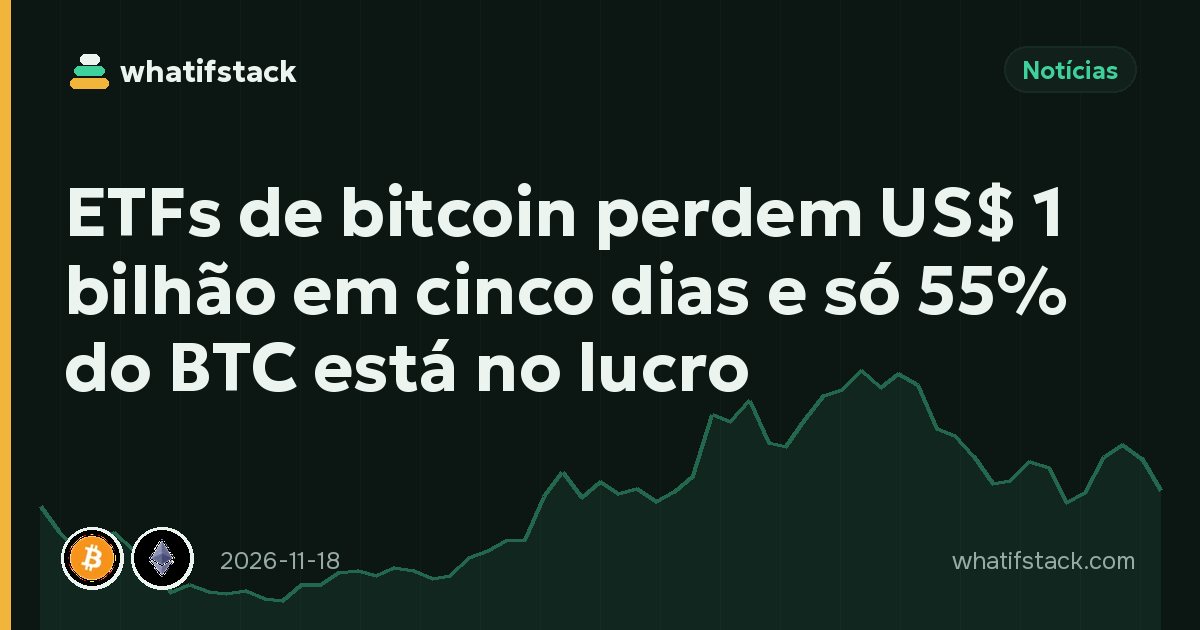 whatifstack
Notícias
ETFs de bitcoin perdem US$ 1
bilhão em cinco dias e só 55%
do BTC está no lucro
2026-11-18
whatifstack.com